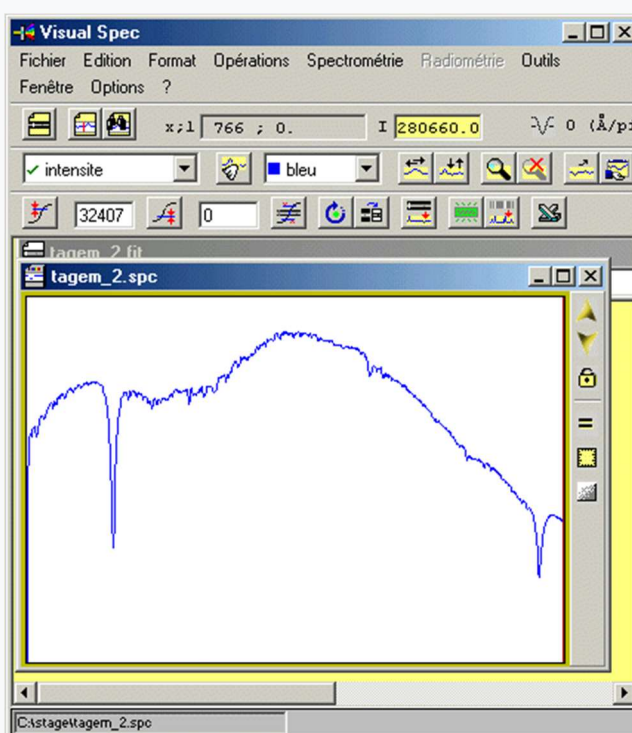 Visual Spec
Fichier Edition Format Opérations Spectrométrie Radiométrie Outils
Fenêtre Options ?
x;l 766 ; 0. I 280660.0 0 (Å/pi
intensite bleu
32407 0
tagem_2.fit
tagem_2.spc
=
C:\stage\tagem_2.spc